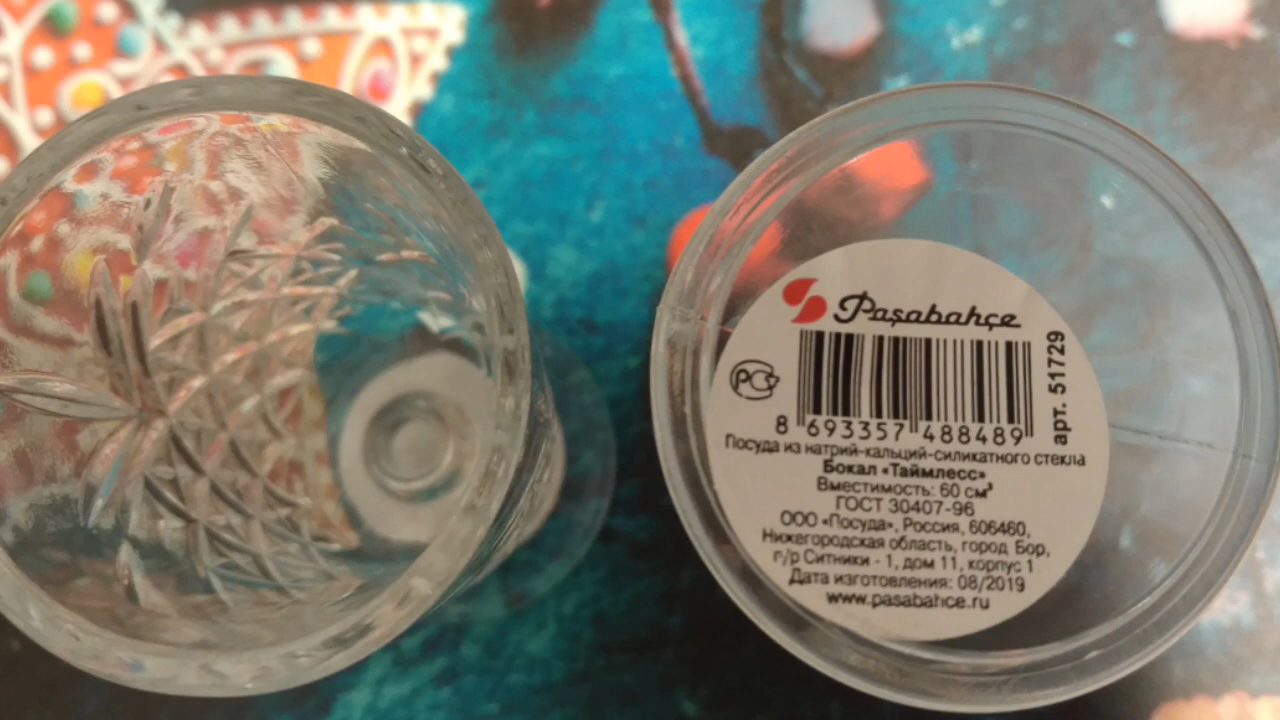 Paşabahçe
РСТ
арт. 51729
8 693357 488489
Посуда из натрий-кальций-силикатного стекла
Бокал «Таймлесс»
Вместимость: 60 см³
ГОСТ 30407-96
ООО «Посуда», Россия, 606460,
Нижегородская область, город Бор,
г/р Ситники - 1, дом 11, корпус 1
Дата изготовления: 08/2019
www.pasabahce.ru